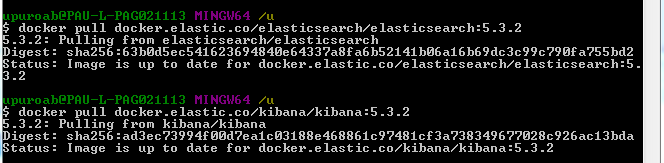 upuroab@PAU-L-PAG021113 MINGW64 /u
$ docker pull docker.elastic.co/elasticsearch/elasticsearch:5.3.2
5.3.2: Pulling from elasticsearch/elasticsearch
Digest: sha256:63b0d5ec541623694840e64337a8fa6b52141b06a16b69dc3c99c790fa755bd2
Status: Image is up to date for docker.elastic.co/elasticsearch/elasticsearch:5.
3.2
upuroab@PAU-L-PAG021113 MINGW64 /u
$ docker pull docker.elastic.co/kibana/kibana:5.3.2
5.3.2: Pulling from kibana/kibana
Digest: sha256:ad3ec73994f00d7ea1c03188e468861c97481cf3a738349677028c926ac13bda
Status: Image is up to date for docker.elastic.co/kibana/kibana:5.3.2